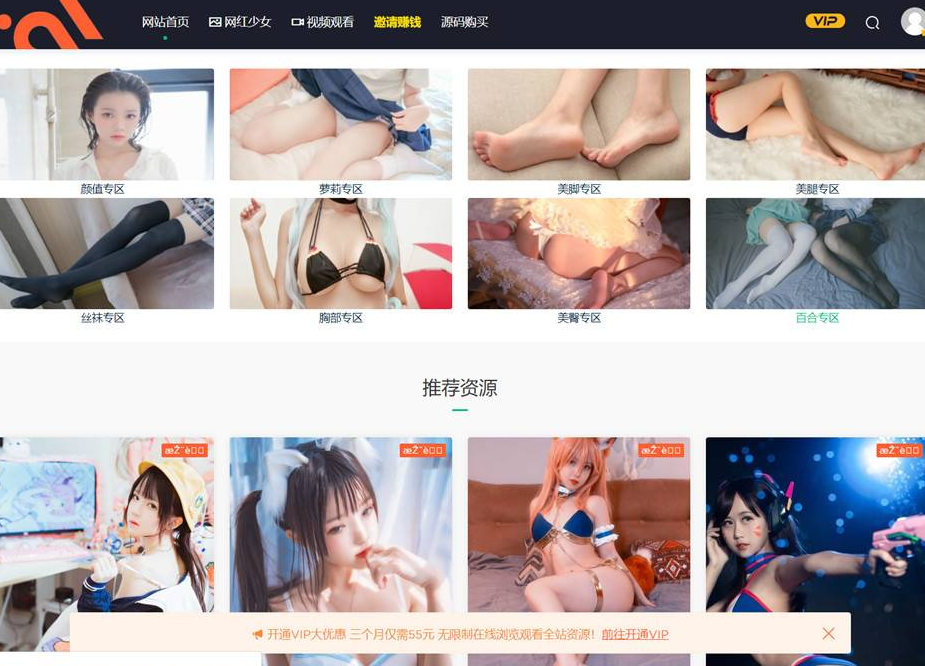 网站首页 网红少女 视频观看 邀请赚钱 源码购买 VIP
颜值专区 萝莉专区 美脚专区 美腿专区
丝袜专区 胸部专区 美臀专区 百合专区
推荐资源
开通VIP大优惠 三个月仅需55元 无限制在线浏览观看全站资源！ 前往开通VIP